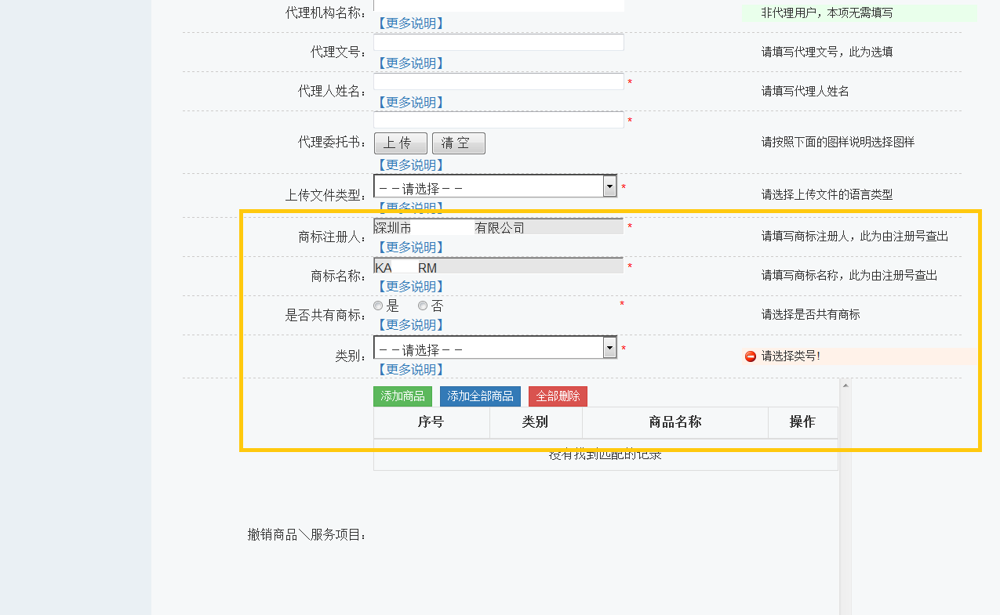 代理机构名称： 非代理用户，本项无需填写
【更多说明】
代理文号： 请填写代理文号，此为选填
【更多说明】
代理人姓名： * 请填写代理人姓名
【更多说明】
*
代理委托书： 上 传 清 空 请按照下面的图样说明选择图样
【更多说明】
上传文件类型： －－请选择－－ * 请选择上传文件的语言类型
【更多说明】
商标注册人： 深圳市 有限公司 * 请填写商标注册人，此为由注册号查出
【更多说明】
商标名称： KA RM * 请填写商标名称，此为由注册号查出
【更多说明】
是否共有商标： 是 否 * 请选择是否共有商标
【更多说明】
类别： －－请选择－－ * 请选择类号!
【更多说明】
添加商品 添加全部商品 全部删除
序号 类别 商品名称 操作
没有找到匹配的记录
撤销商品＼服务项目：